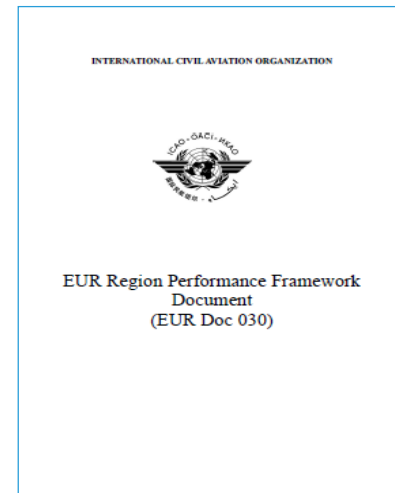 INTERNATIONAL CIVIL AVIATION ORGANIZATION
ICAO·OACI·ИКАО
EUR Region Performance Framework
Document
(EUR Doc 030)